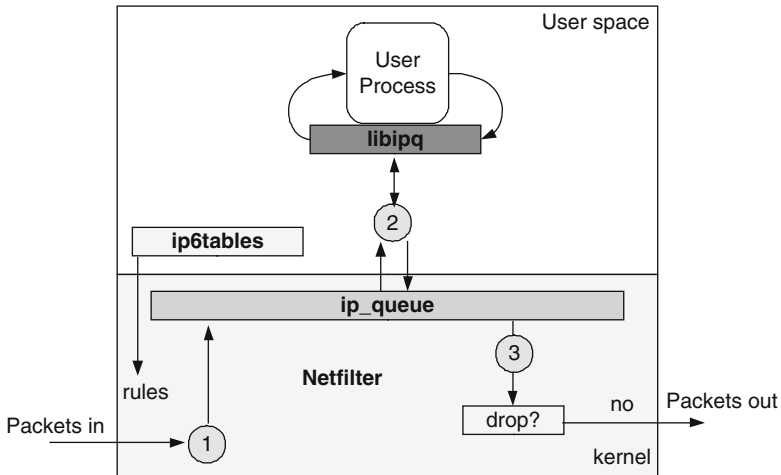 User space
User
Process
libipq
2
ip6tables
ip_queue
3
Netfilter
rules
drop?
no
Packets out
Packets in
1
kernel